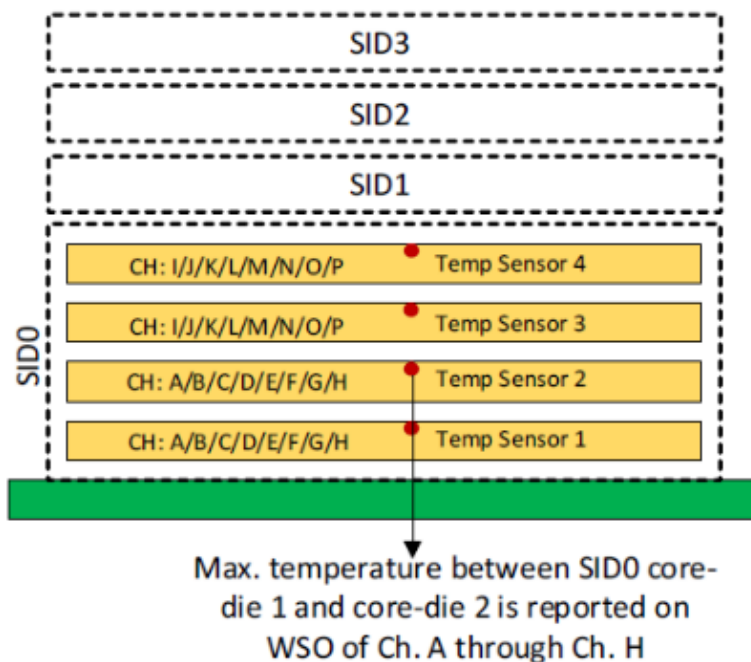 SID3
SID2
SID1
SID0
CH: I/J/K/L/M/N/O/P Temp Sensor 4
CH: I/J/K/L/M/N/O/P Temp Sensor 3
CH: A/B/C/D/E/F/G/H Temp Sensor 2
CH: A/B/C/D/E/F/G/H Temp Sensor 1
Max. temperature between SID0 core-
die 1 and core-die 2 is reported on
WSO of Ch. A through Ch. H